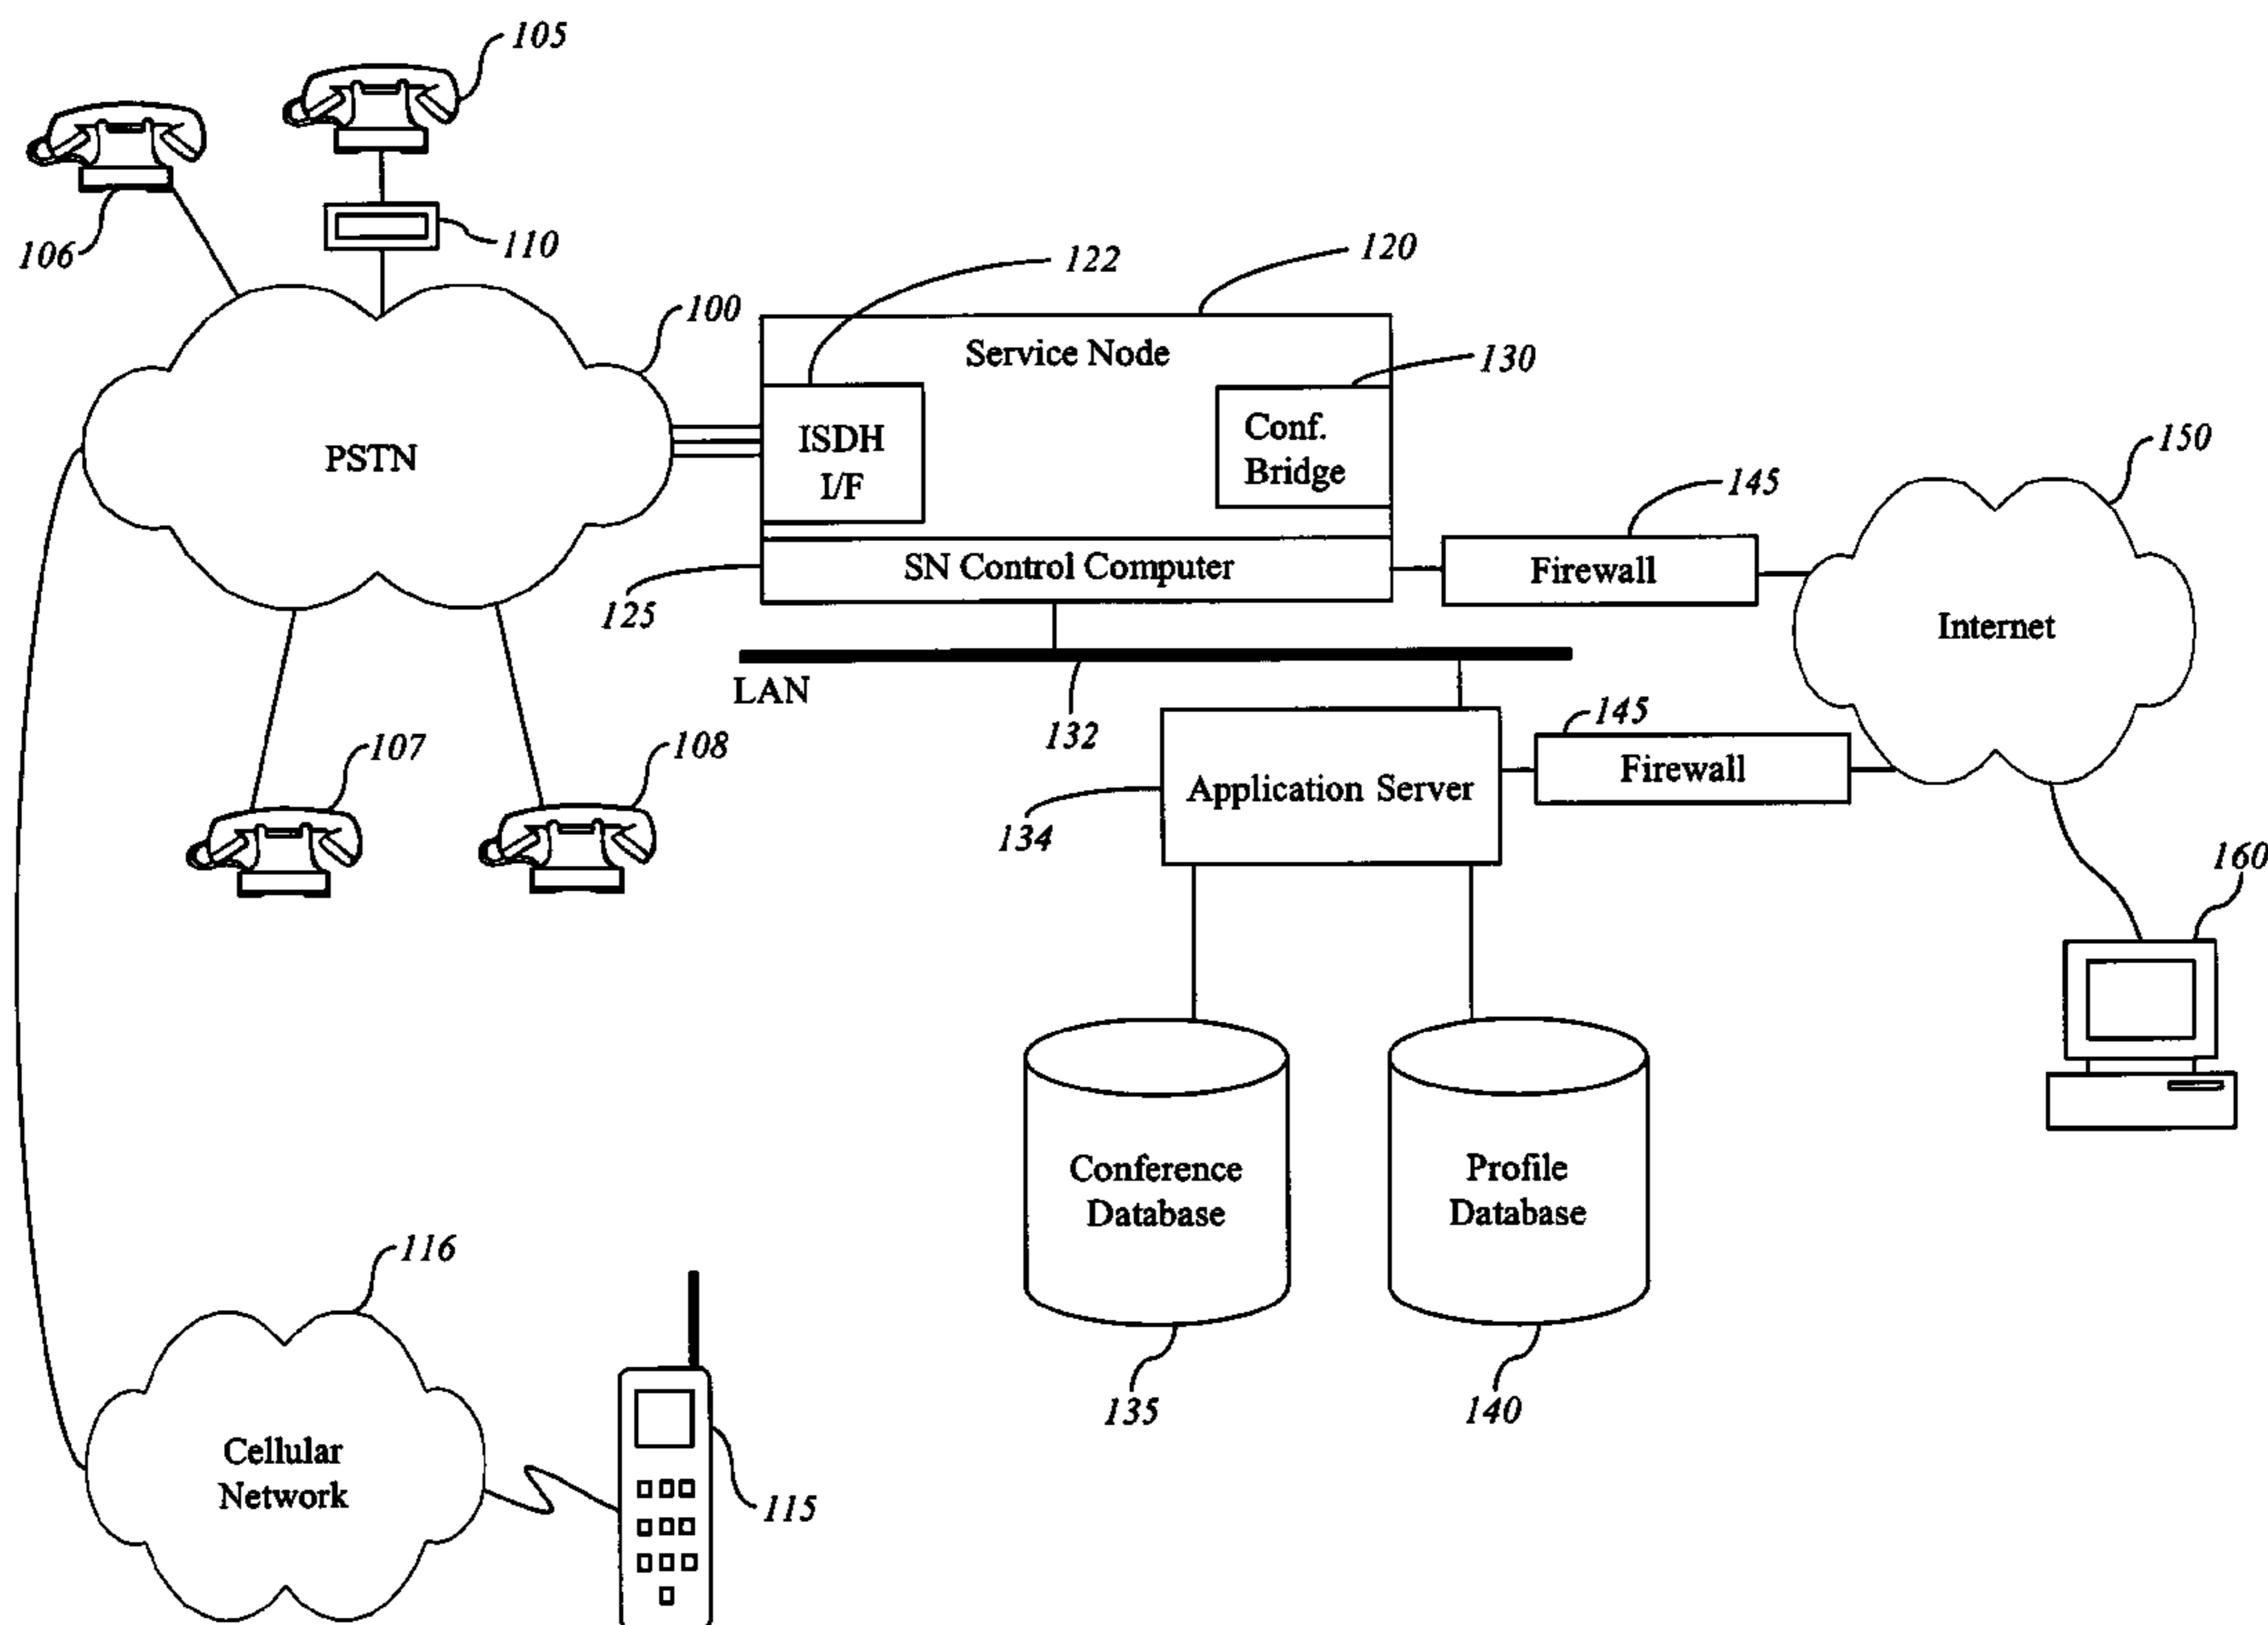 105
106
110
122
120
100
Service Node
130
PSTN
ISDH
I/F
Conf.
Bridge
150
145
SN Control Computer
Firewall
125
Internet
LAN
132
145
107
108
Application Server
Firewall
134
160
Conference
Database
Profile
Database
116
135
140
Cellular
Network
115